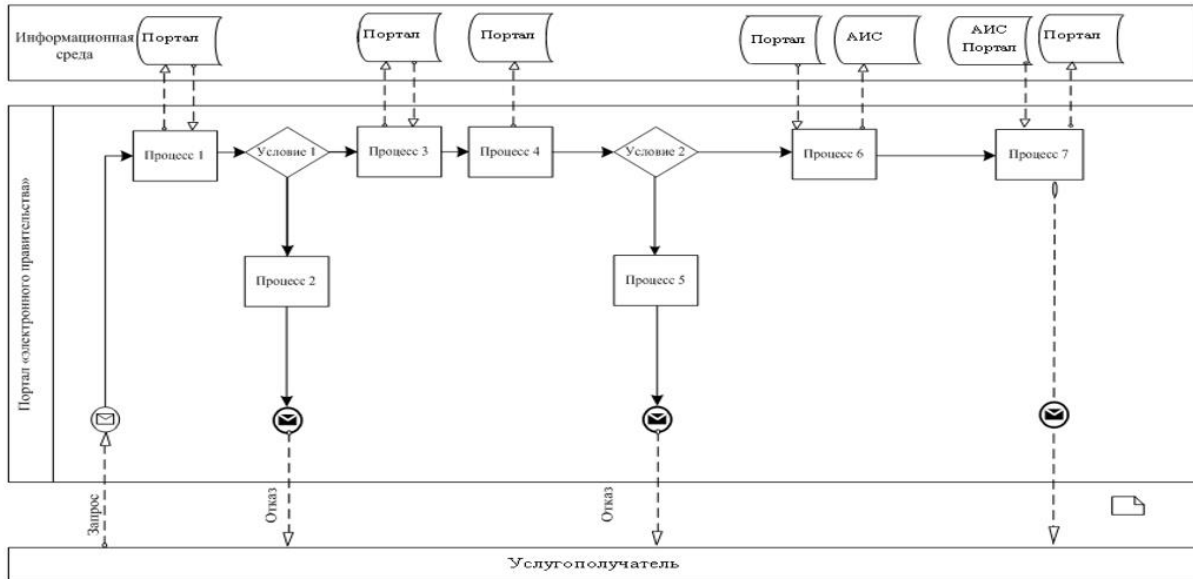 Информационная
среда
Портал
Портал
Портал
Портал
АИС
АИС
Портал
Портал
Портал «электронного правительства»
Процесс 1
Условие 1
Процесс 3
Процесс 4
Условие 2
Процесс 6
Процесс 7
Процесс 2
Процесс 5
Запрос
Отказ
Отказ
Услугополучатель